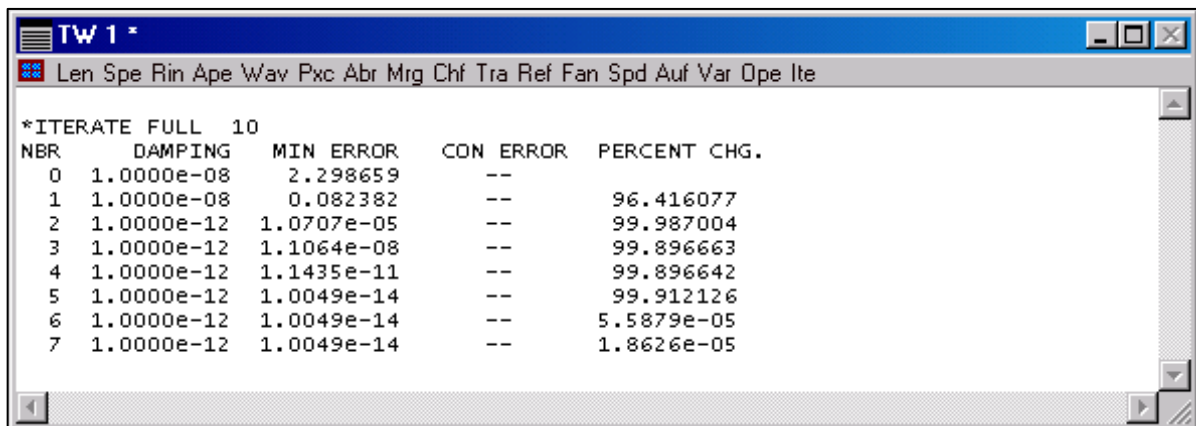 TW 1 *
Len Spe Rin Ape Wav Pxc Abr Mrg Chf Tra Ref Fan Spd Auf Var Ope Ite
*ITERATE FULL 10
NBR DAMPING MIN ERROR CON ERROR PERCENT CHG.
0 1.0000e-08 2.298659 --
1 1.0000e-08 0.082382 -- 96.416077
2 1.0000e-12 1.0707e-05 -- 99.987004
3 1.0000e-12 1.1064e-08 -- 99.896663
4 1.0000e-12 1.1435e-11 -- 99.896642
5 1.0000e-12 1.0049e-14 -- 99.912126
6 1.0000e-12 1.0049e-14 -- 5.5879e-05
7 1.0000e-12 1.0049e-14 -- 1.8626e-05